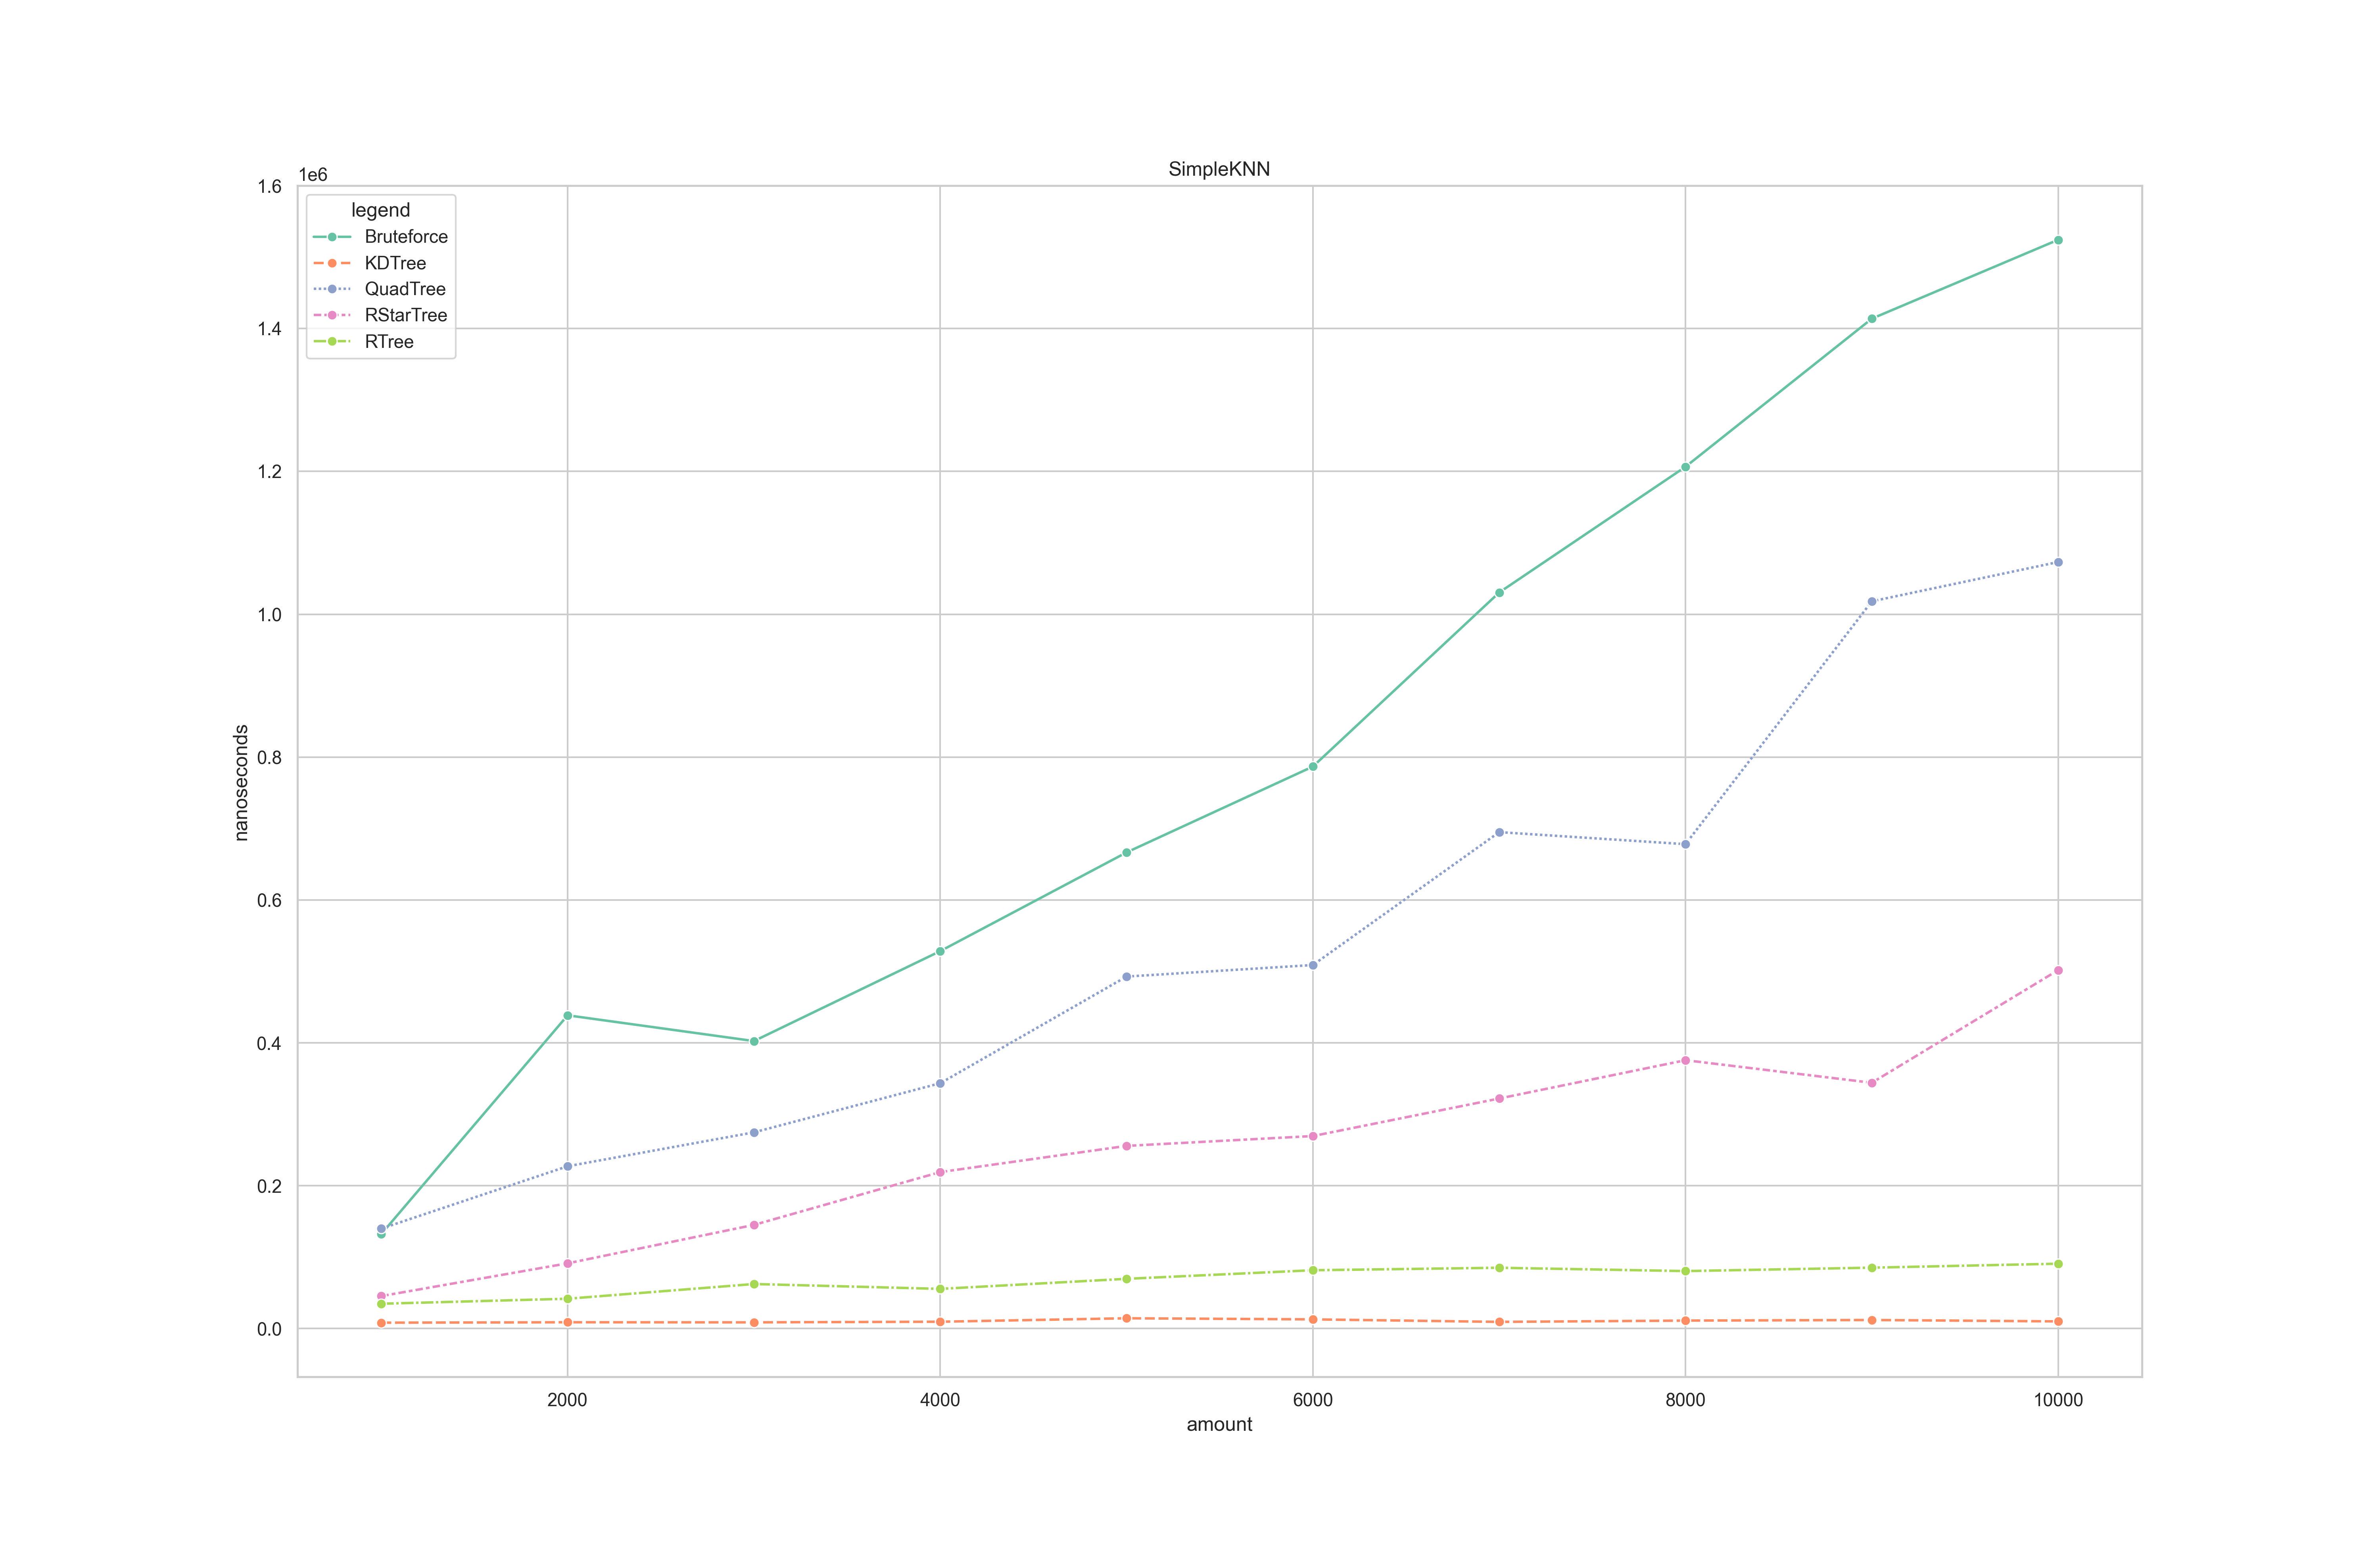 SimpleKNN
1e6
1.6
1.4
1.2
1.0
0.8
0.6
0.4
0.2
0.0
nanoseconds
legend
Bruteforce
KDTree
QuadTree
RStarTree
RTree
2000 4000 6000 8000 10000
amount